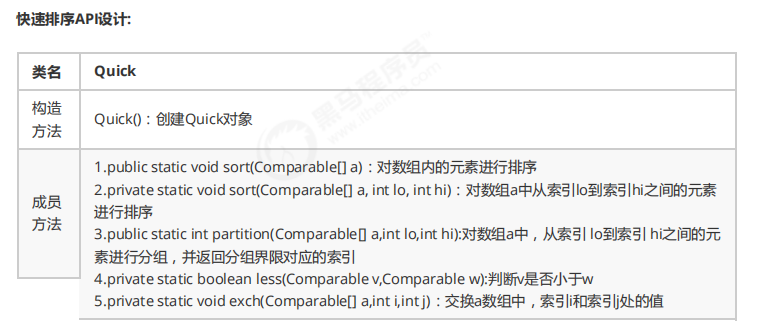 快速排序API设计:
类名 Quick
构造
方法
Quick()：创建Quick对象
成员
方法
1.public static void sort(Comparable[] a)：对数组内的元素进行排序
2.private static void sort(Comparable[] a, int lo, int hi)：对数组a中从索引lo到索引hi之间的元素
进行排序
3.public static int partition(Comparable[] a,int lo,int hi):对数组a中，从索引 lo到索引 hi之间的元
素进行分组，并返回分组界限对应的索引
4.private static boolean less(Comparable v,Comparable w):判断v是否小于w
5.private static void exch(Comparable[] a,int i,int j)：交换a数组中，索引i和索引j处的值
黑马程序员
www.itheima.com